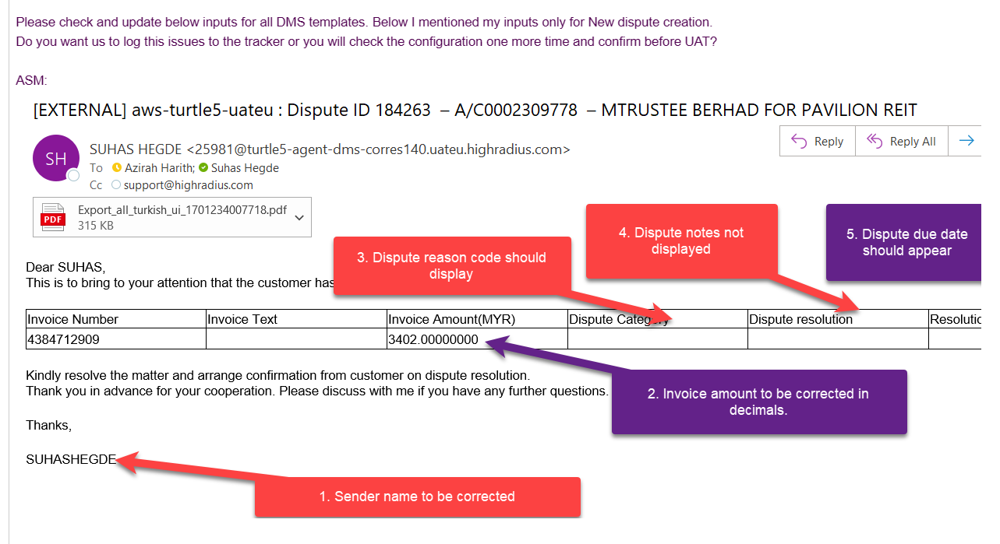 Please check and update below inputs for all DMS templates. Below I mentioned my inputs only for New dispute creation.
Do you want us to log this issues to the tracker or you will check the configuration one more time and confirm before UAT?
ASM:
[EXTERNAL] aws-turtle5-uateu : Dispute ID 184263 – A/C0002309778 – MTRUSTEE BERHAD FOR PAVILION REIT
SH
SUHAS HEGDE <25981@turtle5-agent-dms-corres140.uateu.highradius.com>
Reply
Reply All
To Azirah Harith; Suhas Hegde
Cc support@highradius.com
PDF
Export_all_turkish_ui_1701234007718.pdf
315 KB
4. Dispute notes not
displayed
5. Dispute due date
should appear
3. Dispute reason code should
display
Dear SUHAS,
This is to bring to your attention that the customer has
Invoice Number Invoice Text Invoice Amount(MYR) Dispute Category Dispute resolution
4384712909 3402.00000000
Kindly resolve the matter and arrange confirmation from customer on dispute resolution.
Thank you in advance for your cooperation. Please discuss with me if you have any further questions.
2. Invoice amount to be corrected in
decimals.
Thanks,
SUHASHEGDE
1. Sender name to be corrected